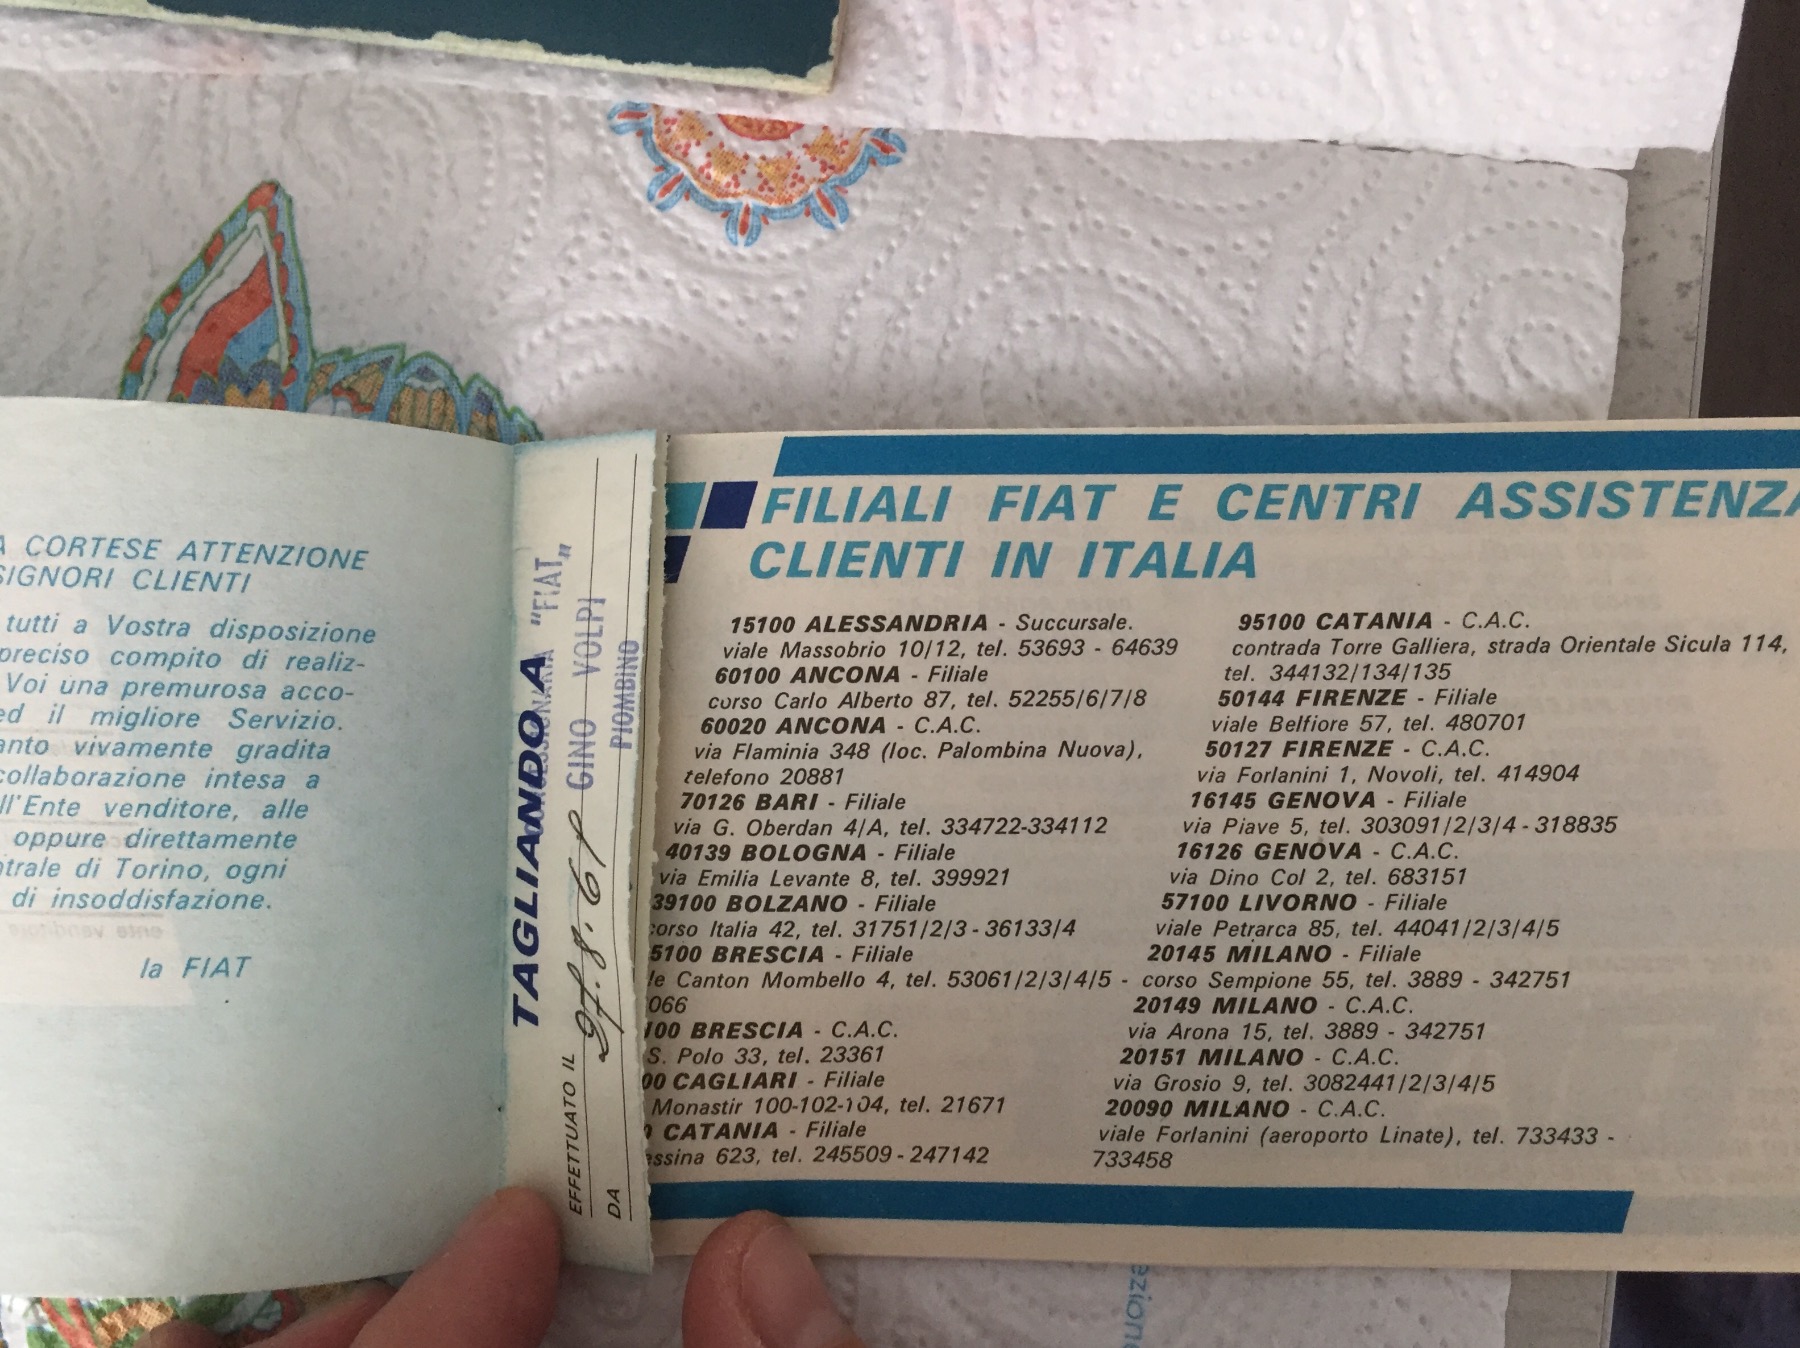 A CORTESE ATTENZIONE
SIGNORI CLIENTI
tutti a Vostra disposizione
preciso compito di realiz-
Voi una premurosa acco-
ed il migliore Servizio.
anto vivamente gradita
collaborazione intesa a
ll'Ente venditore, alle
oppure direttamente
ntrale di Torino, ogni
di insoddisfazione.
la FIAT
TAGLIANDO A
"FIAT"
GINO VOLPI
PIOMBINO
EFFETTUATO IL
DA
FILIALI FIAT E CENTRI ASSISTENZA
CLIENTI IN ITALIA
15100 ALESSANDRIA - Succursale.
viale Massobrio 10/12, tel. 53693 - 64639
60100 ANCONA - Filiale
corso Carlo Alberto 87, tel. 52255/6/7/8
60020 ANCONA - C.A.C.
via Flaminia 348 (loc. Palombina Nuova),
telefono 20881
70126 BARI - Filiale
via G. Oberdan 4/A, tel. 334722-334112
40139 BOLOGNA - Filiale
via Emilia Levante 8, tel. 399921
39100 BOLZANO - Filiale
corso Italia 42, tel. 31751/2/3 - 36133/4
5100 BRESCIA - Filiale
le Canton Mombello 4, tel. 53061/2/3/4/5 -
066
100 BRESCIA - C.A.C.
S. Polo 33, tel. 23361
00 CAGLIARI - Filiale
Monastir 100-102-104, tel. 21671
0 CATANIA - Filiale
essina 623, tel. 245509 - 247142
95100 CATANIA - C.A.C.
contrada Torre Galliera, strada Orientale Sicula 114,
tel. 344132/134/135
50144 FIRENZE - Filiale
viale Belfiore 57, tel. 480701
50127 FIRENZE - C.A.C.
via Forlanini 1, Novoli, tel. 414904
16145 GENOVA - Filiale
via Piave 5, tel. 303091/2/3/4 - 318835
16126 GENOVA - C.A.C.
via Dino Col 2, tel. 683151
57100 LIVORNO - Filiale
viale Petrarca 85, tel. 44041/2/3/4/5
20145 MILANO - Filiale
corso Sempione 55, tel. 3889 - 342751
20149 MILANO - C.A.C.
via Arona 15, tel. 3889 - 342751
20151 MILANO - C.A.C.
via Grosio 9, tel. 3082441/2/3/4/5
20090 MILANO - C.A.C.
viale Forlanini (aeroporto Linate), tel. 733433 -
733458
ezione